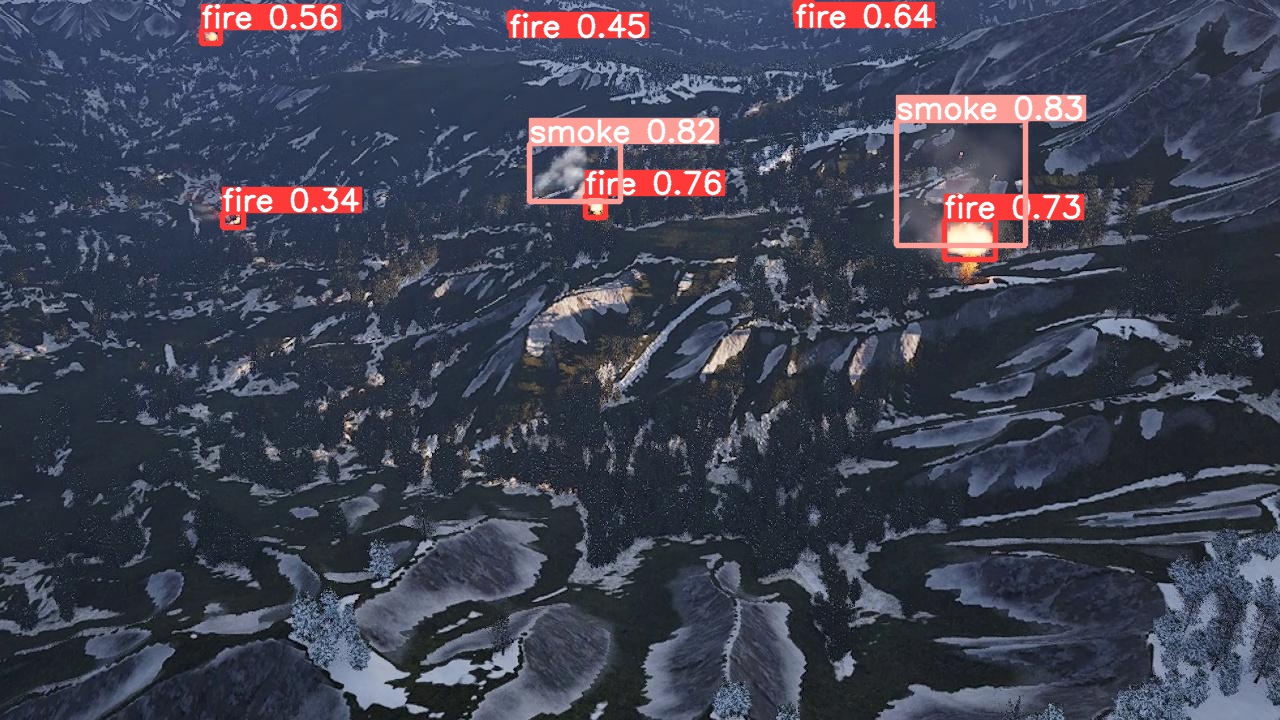 fire 0.56
fire 0.45
fire 0.64
smoke 0.83
smoke 0.82
fire 0.76
fire 0.34
fire 0.73